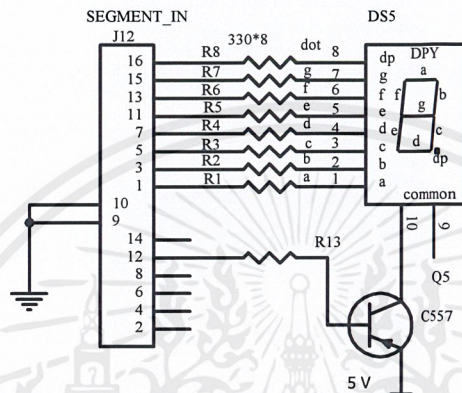 SEGMENT_IN
DS5
J12
330*8
16 R8 dot 8 dp DPY
15 R7 g 7 g a
13 R6 f 6 f f b
11 R5 e 5 e g
7 R4 d 4 d e c
5 R3 c 3 c d
3 R2 b 2 b dp
1 R1 a 1 a
10 common
9
10 9
14
12 R13
8 Q5
6
4 C557
2
5 V